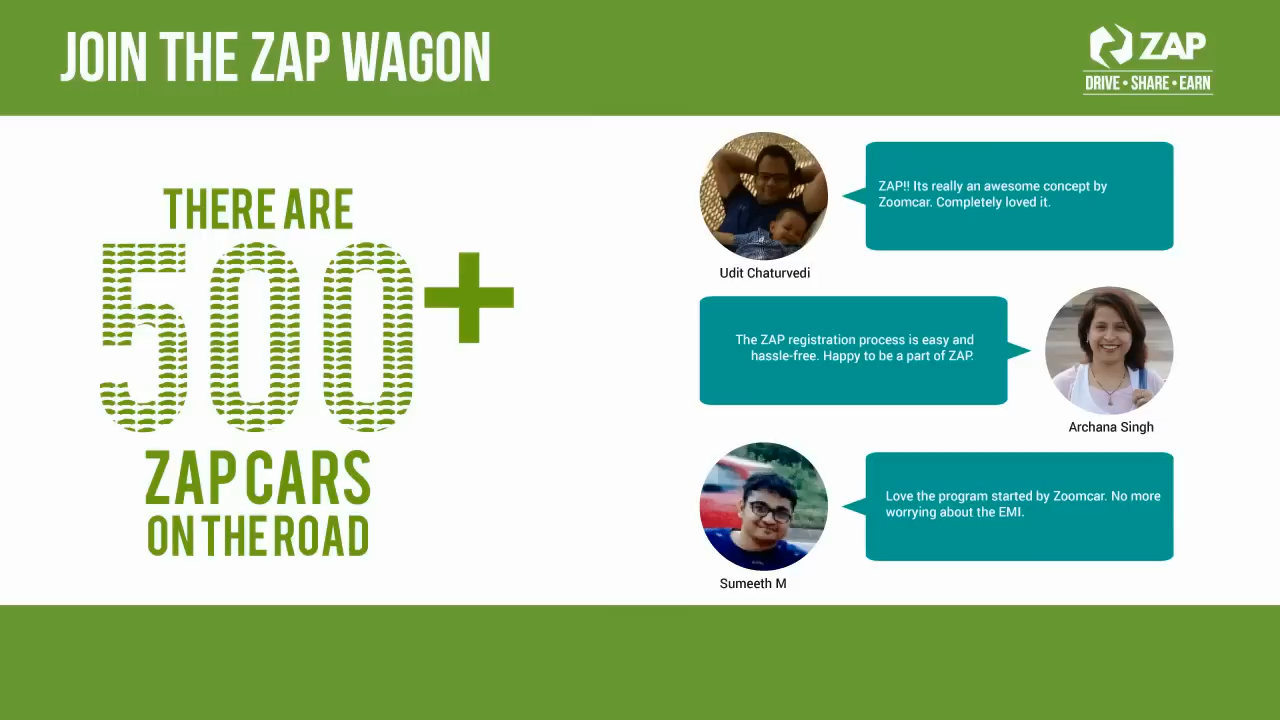 JOIN THE ZAP WAGON
ZAP
DRIVE • SHARE • EARN
THERE ARE
500+
ZAP CARS
ON THE ROAD
ZAP!! Its really an awesome concept by
Zoomcar. Completely loved it.
Udit Chaturvedi
The ZAP registration process is easy and
hassle-free. Happy to be a part of ZAP.
Archana Singh
Love the program started by Zoomcar. No more
worrying about the EMI.
Sumeeth M